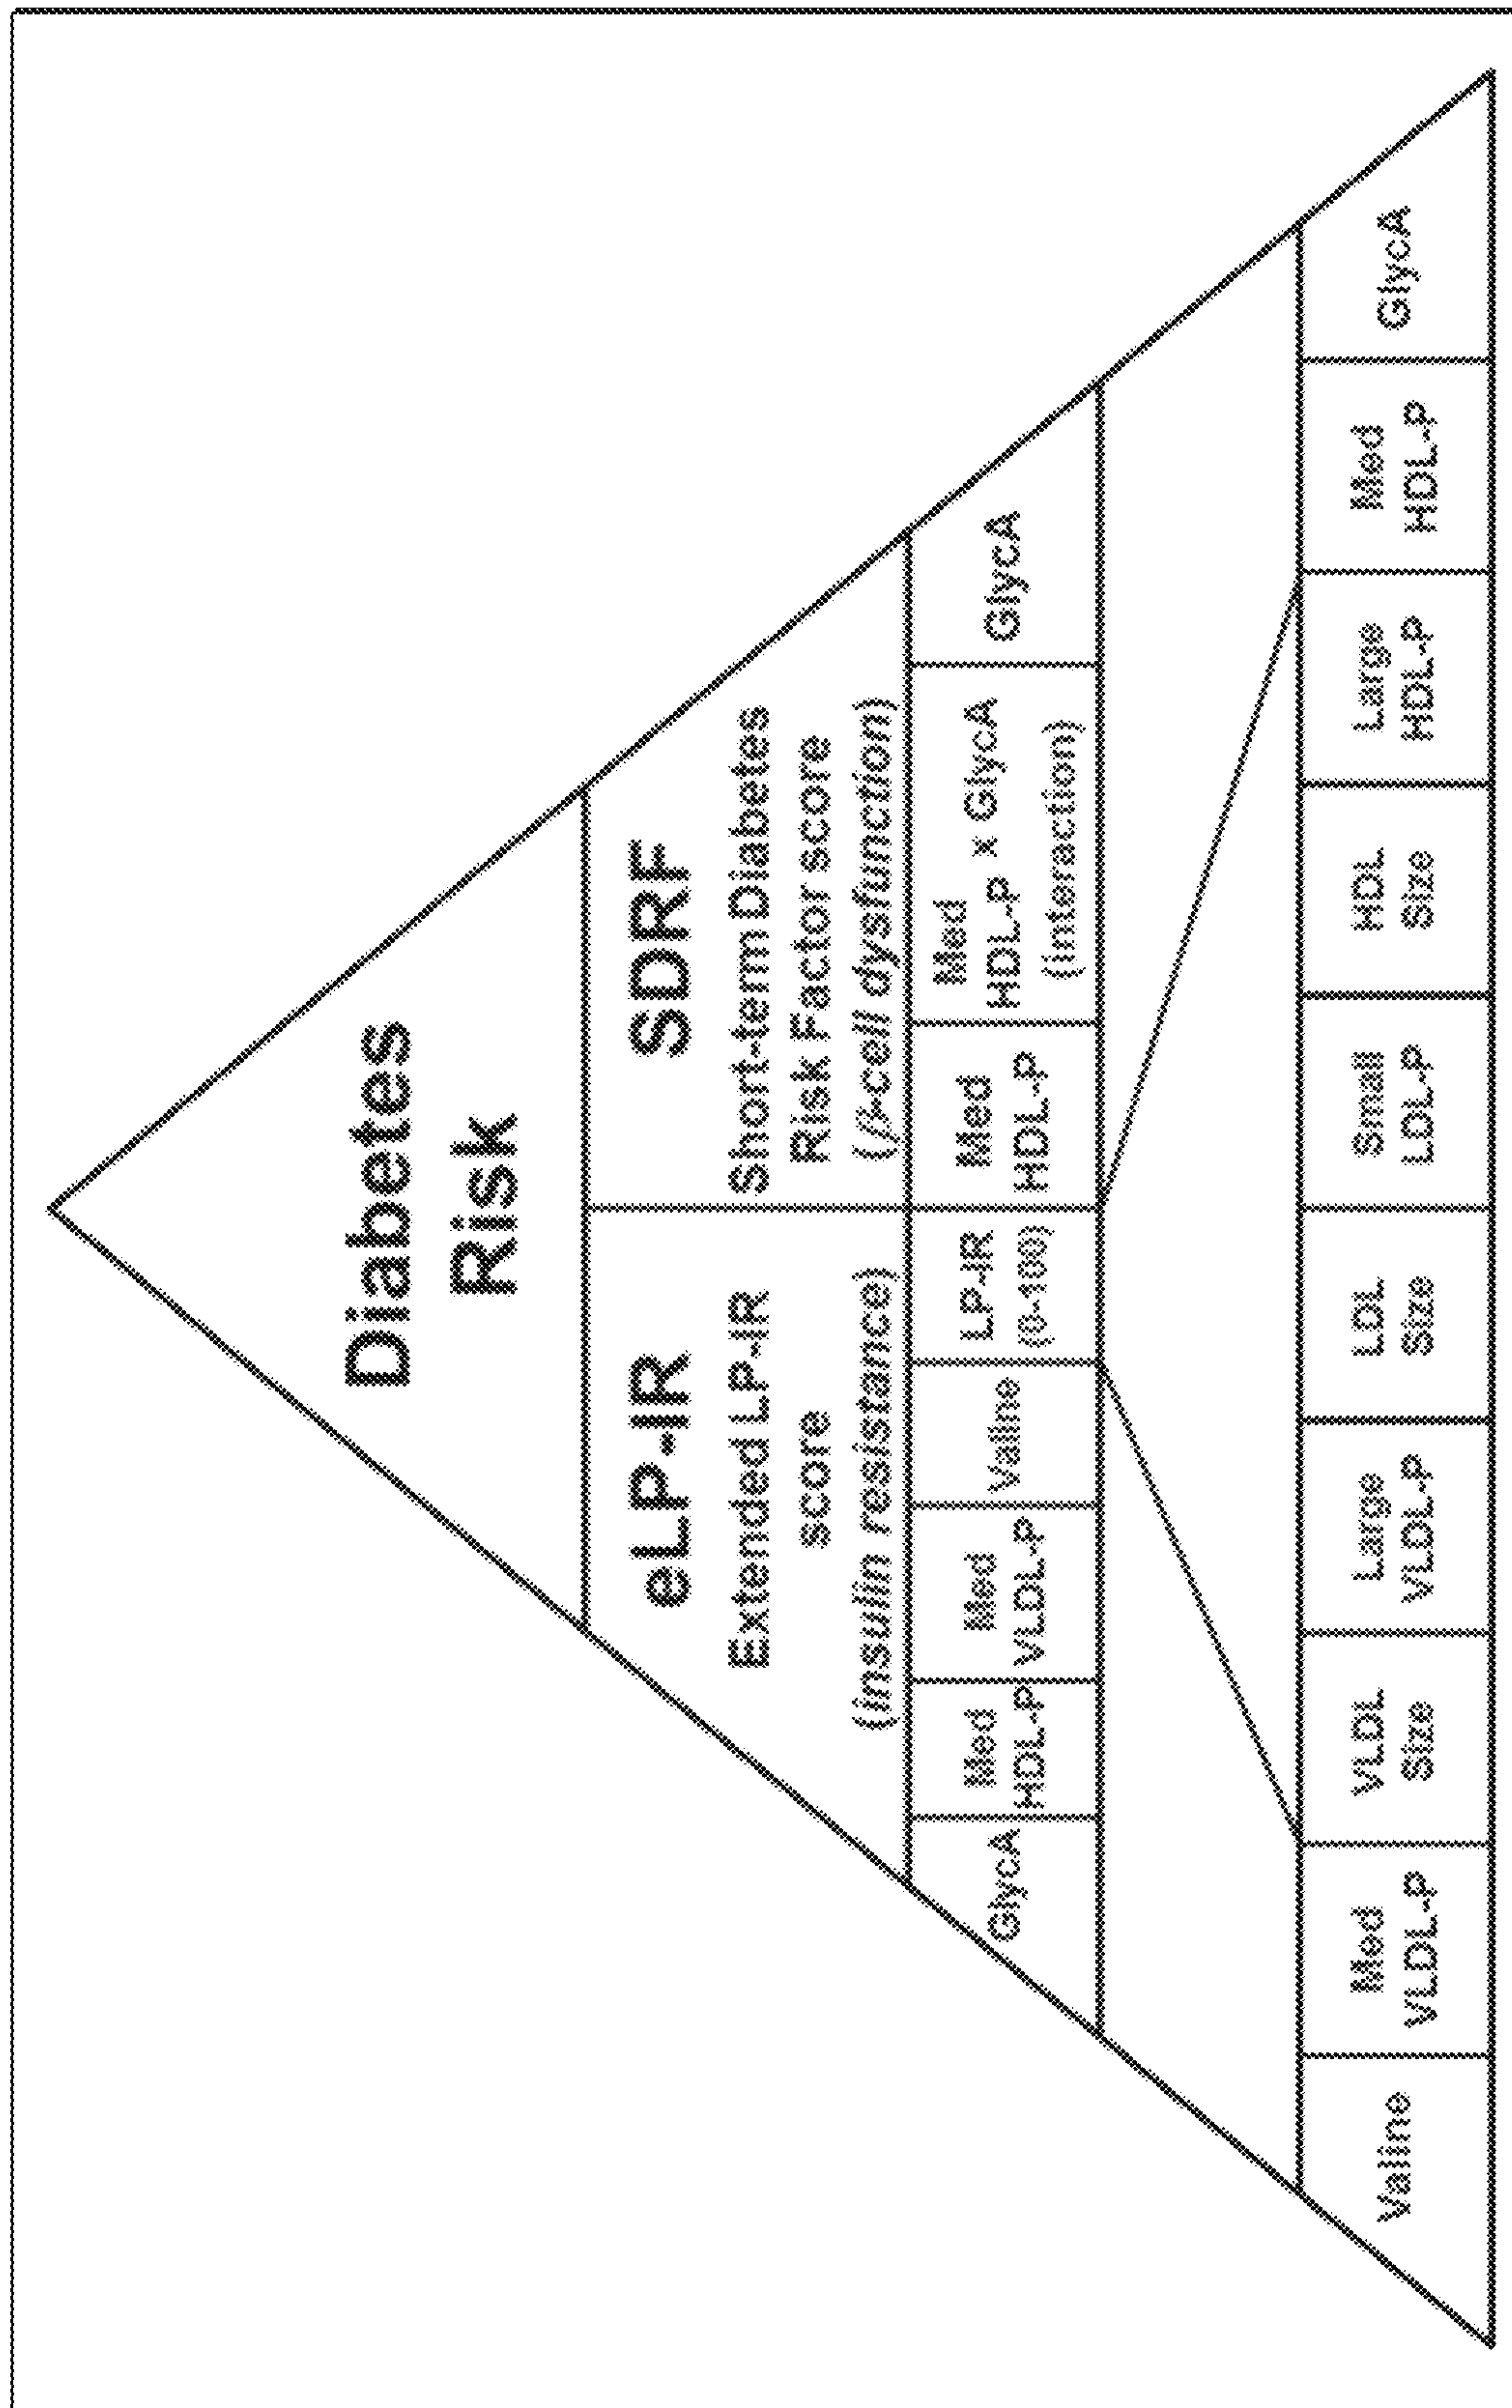 Diabetes
Risk
eLP-IR
Extended LP-IR
score
(insulin resistance)
SDRF
Short-term Diabetes
Risk Factor score
(β-cell dysfunction)
GlycA
Med
HDL-P
Med
VLDL-P
Valine
LP-IR
(0-100)
Med
HDL-P
Med
HDL-P x GlycA
(interaction)
GlycA
Valine
Med
VLDL-P
VLDL
Size
Large
VLDL-P
LDL
Size
Small
LDL-P
HDL
Size
Large
HDL-P
Med
HDL-P
GlycA